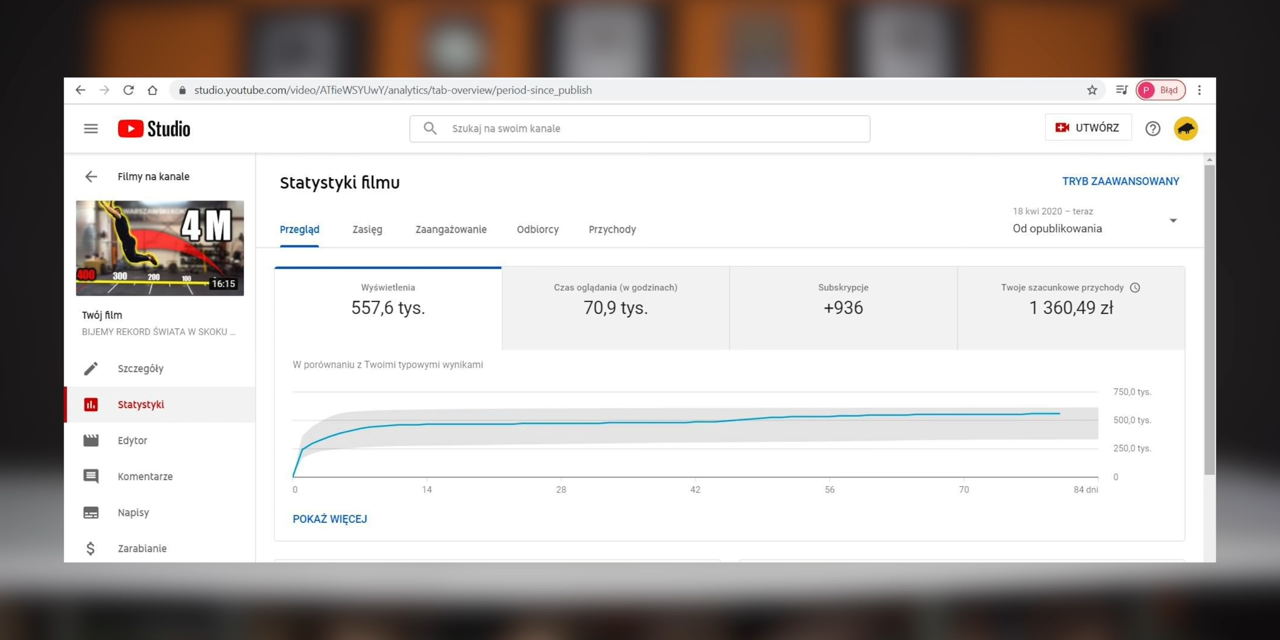 studio.youtube.com/video/ATfieWSYUwY/analytics/tab-overview/period-since_publish
P Błąd
Studio
Szukaj na swoim kanale
UTWÓRZ
Filmy na kanale
4 M
400 300 200 100
16:15
Twój film
BIJEMY REKORD ŚWIATA W SKOKU ...
Szczegóły
Statystyki
Edytor
Komentarze
Napisy
Zarabianie
Statystyki filmu
TRYB ZAAWANSOWANY
Przegląd Zasięg Zaangażowanie Odbiorcy Przychody
18 kwi 2020 – teraz
Od opublikowania
Wyświetlenia
557,6 tys.
Czas oglądania (w godzinach)
70,9 tys.
Subskrypcje
+936
Twoje szacunkowe przychody
1 360,49 zł
W porównaniu z Twoimi typowymi wynikami
750,0 tys.
500,0 tys.
250,0 tys.
0
0 14 28 42 56 70 84 dni
POKAŻ WIĘCEJ